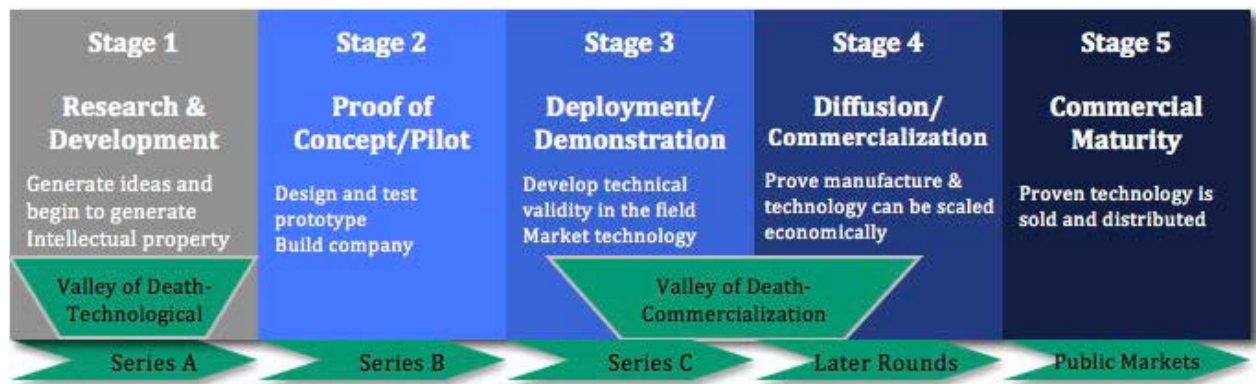 Stage 1
Research &
Development
Generate ideas and
begin to generate
Intellectual property
Valley of Death-
Technological
Series A
Stage 2
Proof of
Concept/Pilot
Design and test
prototype
Build company
Series B
Stage 3
Deployment/
Demonstration
Develop technical
validity in the field
Market technology
Valley of Death-
Commercialization
Series C
Stage 4
Diffusion/
Commercialization
Prove manufacture &
technology can be scaled
economically
Later Rounds
Stage 5
Commercial
Maturity
Proven technology is
sold and distributed
Public Markets